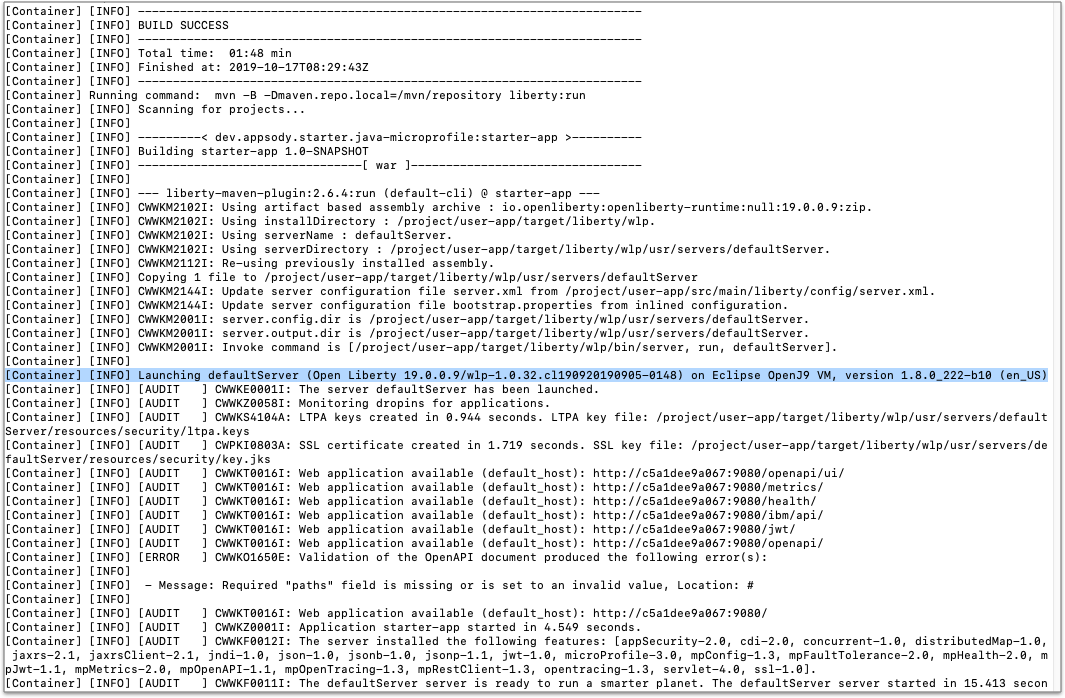 [Container] [INFO] ------------------------------------------------------------------------
[Container] [INFO] BUILD SUCCESS
[Container] [INFO] ------------------------------------------------------------------------
[Container] [INFO] Total time:  01:48 min
[Container] [INFO] Finished at: 2019-10-17T08:29:43Z
[Container] [INFO] ------------------------------------------------------------------------
[Container] Running command:  mvn -B -Dmaven.repo.local=/mvn/repository liberty:run
[Container] [INFO] Scanning for projects...
[Container] [INFO]
[Container] [INFO] ---------< dev.appsody.starter.java-microprofile:starter-app >----------
[Container] [INFO] Building starter-app 1.0-SNAPSHOT
[Container] [INFO] --------------------------------[ war ]---------------------------------
[Container] [INFO]
[Container] [INFO] --- liberty-maven-plugin:2.6.4:run (default-cli) @ starter-app ---
[Container] [INFO] CWWKM2102I: Using artifact based assembly archive : io.openliberty:openliberty-runtime:null:19.0.0.9:zip.
[Container] [INFO] CWWKM2102I: Using installDirectory : /project/user-app/target/liberty/wlp.
[Container] [INFO] CWWKM2102I: Using serverName : defaultServer.
[Container] [INFO] CWWKM2102I: Using serverDirectory : /project/user-app/target/liberty/wlp/usr/servers/defaultServer.
[Container] [INFO] CWWKM2112I: Re-using previously installed assembly.
[Container] [INFO] Copying 1 file to /project/user-app/target/liberty/wlp/usr/servers/defaultServer
[Container] [INFO] CWWKM2144I: Update server configuration file server.xml from /project/user-app/src/main/liberty/config/server.xml.
[Container] [INFO] CWWKM2144I: Update server configuration file bootstrap.properties from inlined configuration.
[Container] [INFO] CWWKM2001I: server.config.dir is /project/user-app/target/liberty/wlp/usr/servers/defaultServer.
[Container] [INFO] CWWKM2001I: server.output.dir is /project/user-app/target/liberty/wlp/usr/servers/defaultServer.
[Container] [INFO] CWWKM2001I: Invoke command is [/project/user-app/target/liberty/wlp/bin/server, run, defaultServer].
[Container] [INFO]
[Container] [INFO] Launching defaultServer (Open Liberty 19.0.0.9/wlp-1.0.32.cl190920190905-0148) on Eclipse OpenJ9 VM, version 1.8.0_222-b10 (en_US)
[Container] [INFO] [AUDIT   ] CWWKE0001I: The server defaultServer has been launched.
[Container] [INFO] [AUDIT   ] CWWKZ0058I: Monitoring dropins for applications.
[Container] [INFO] [AUDIT   ] CWWKS4104A: LTPA keys created in 0.944 seconds. LTPA key file: /project/user-app/target/liberty/wlp/usr/servers/default
Server/resources/security/ltpa.keys
[Container] [INFO] [AUDIT   ] CWPKI0803A: SSL certificate created in 1.719 seconds. SSL key file: /project/user-app/target/liberty/wlp/usr/servers/de
faultServer/resources/security/key.jks
[Container] [INFO] [AUDIT   ] CWWKT0016I: Web application available (default_host): http://c5a1dee9a067:9080/openapi/ui/
[Container] [INFO] [AUDIT   ] CWWKT0016I: Web application available (default_host): http://c5a1dee9a067:9080/metrics/
[Container] [INFO] [AUDIT   ] CWWKT0016I: Web application available (default_host): http://c5a1dee9a067:9080/health/
[Container] [INFO] [AUDIT   ] CWWKT0016I: Web application available (default_host): http://c5a1dee9a067:9080/ibm/api/
[Container] [INFO] [AUDIT   ] CWWKT0016I: Web application available (default_host): http://c5a1dee9a067:9080/jwt/
[Container] [INFO] [AUDIT   ] CWWKT0016I: Web application available (default_host): http://c5a1dee9a067:9080/openapi/
[Container] [INFO] [ERROR   ] CWWKO1650E: Validation of the OpenAPI document produced the following error(s):
[Container] [INFO]
[Container] [INFO]  - Message: Required "paths" field is missing or is set to an invalid value, Location: #
[Container] [INFO]
[Container] [INFO] [AUDIT   ] CWWKT0016I: Web application available (default_host): http://c5a1dee9a067:9080/
[Container] [INFO] [AUDIT   ] CWWKZ0001I: Application starter-app started in 4.549 seconds.
[Container] [INFO] [AUDIT   ] CWWKF0012I: The server installed the following features: [appSecurity-2.0, cdi-2.0, concurrent-1.0, distributedMap-1.0,
 jaxrs-2.1, jaxrsClient-2.1, jndi-1.0, json-1.0, jsonb-1.0, jsonp-1.1, jwt-1.0, microProfile-3.0, mpConfig-1.3, mpFaultTolerance-2.0, mpHealth-2.0, m
pJwt-1.1, mpMetrics-2.0, mpOpenAPI-1.1, mpOpenTracing-1.3, mpRestClient-1.3, opentracing-1.3, servlet-4.0, ssl-1.0].
[Container] [INFO] [AUDIT   ] CWWKF0011I: The defaultServer server is ready to run a smarter planet. The defaultServer server started in 15.413 secon